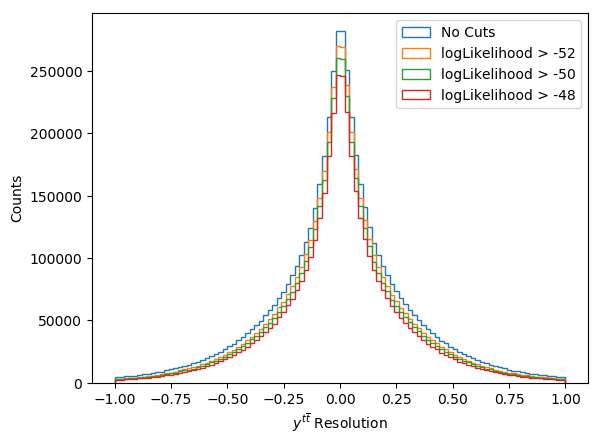 No Cuts
logLikelihood > -52
logLikelihood > -50
logLikelihood > -48
Counts
250000
200000
150000
100000
50000
0
−1.00 −0.75 −0.50 −0.25 0.00 0.25 0.50 0.75 1.00
$y^{t\bar{t}}$ Resolution